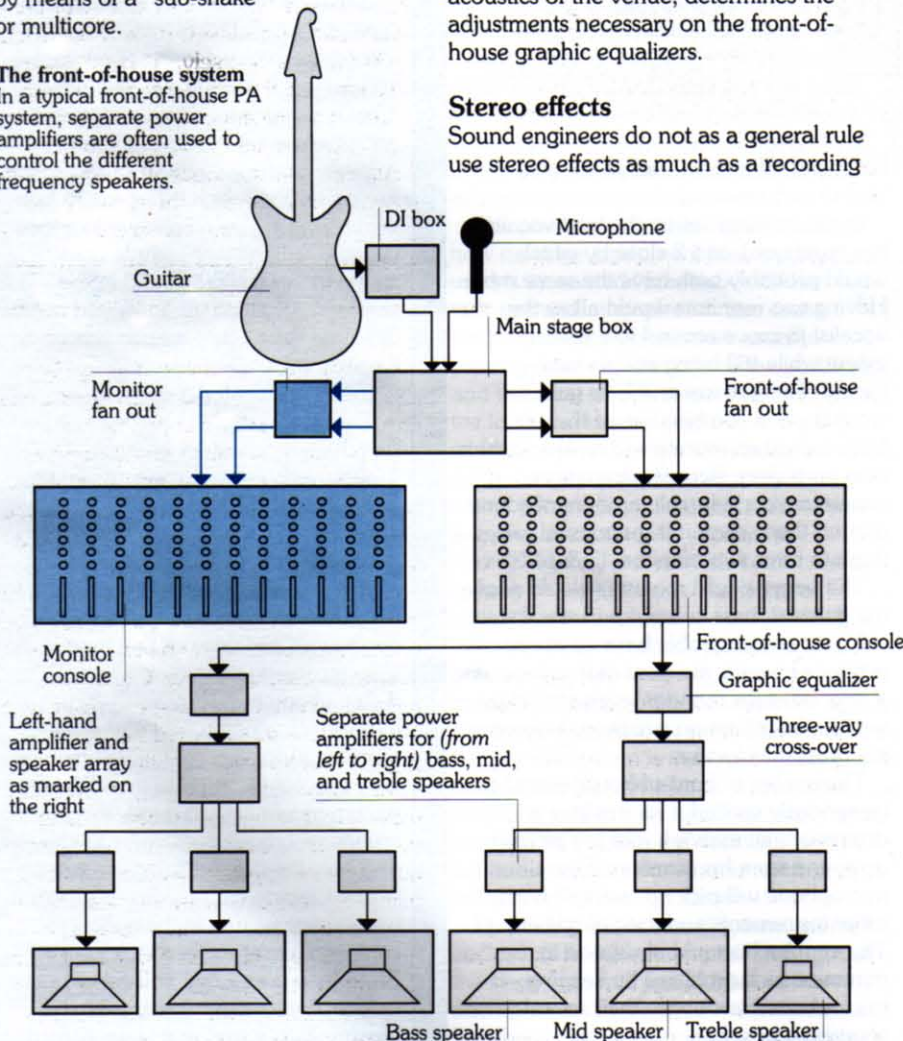 by means of a "sub-snake"
or multicore.
The front-of-house system
In a typical front-of-house PA
system, separate power
amplifiers are often used to
control the different
frequency speakers.
acoustics of the venue, determines the
adjustments necessary on the front-of-
house graphic equalizers.
Stereo effects
Sound engineers do not as a general rule
use stereo effects as much as a recording
DI box
Microphone
Guitar
Main stage box
Monitor
fan out
Front-of-house
fan out
Monitor
console
Front-of-house console
Graphic equalizer
Left-hand
amplifier and
speaker array
as marked on
the right
Separate power
amplifiers for (from
left to right) bass, mid,
and treble speakers
Three-way
cross-over
Bass speaker
Mid speaker
Treble speaker